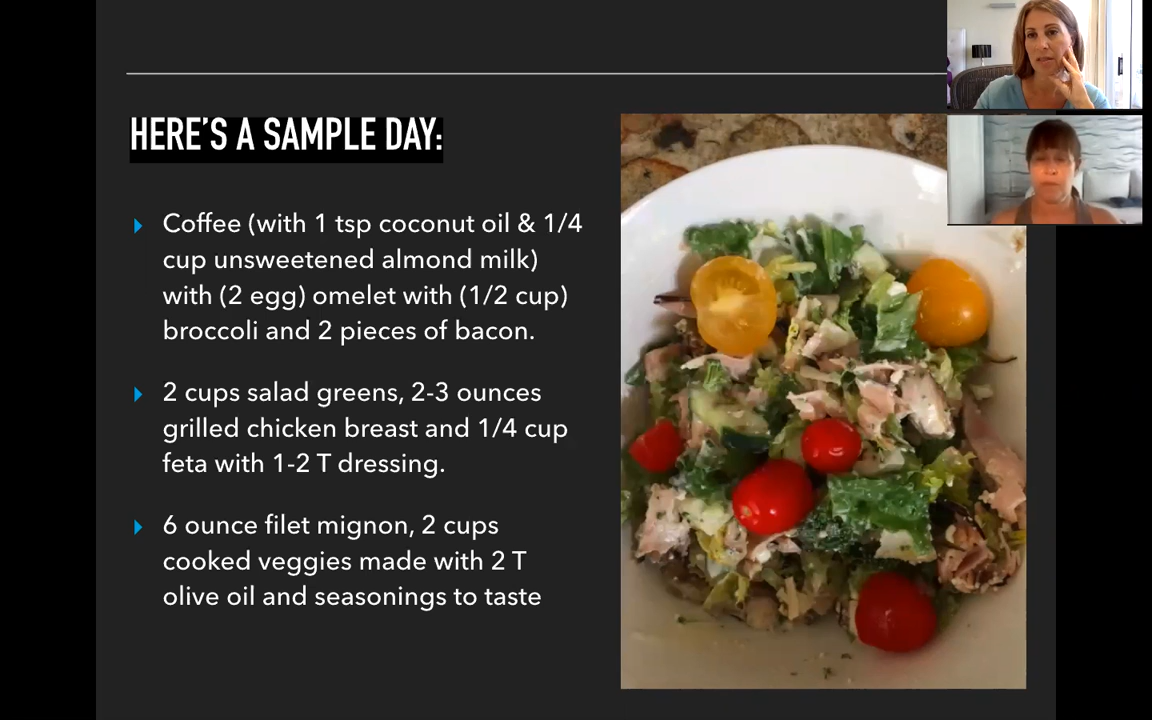 HERE'S A SAMPLE DAY:
Coffee (with 1 tsp coconut oil & 1/4
cup unsweetened almond milk)
with (2 egg) omelet with (1/2 cup)
broccoli and 2 pieces of bacon.
2 cups salad greens, 2-3 ounces
grilled chicken breast and 1/4 cup
feta with 1-2 T dressing.
6 ounce filet mignon, 2 cups
cooked veggies made with 2 T
olive oil and seasonings to taste